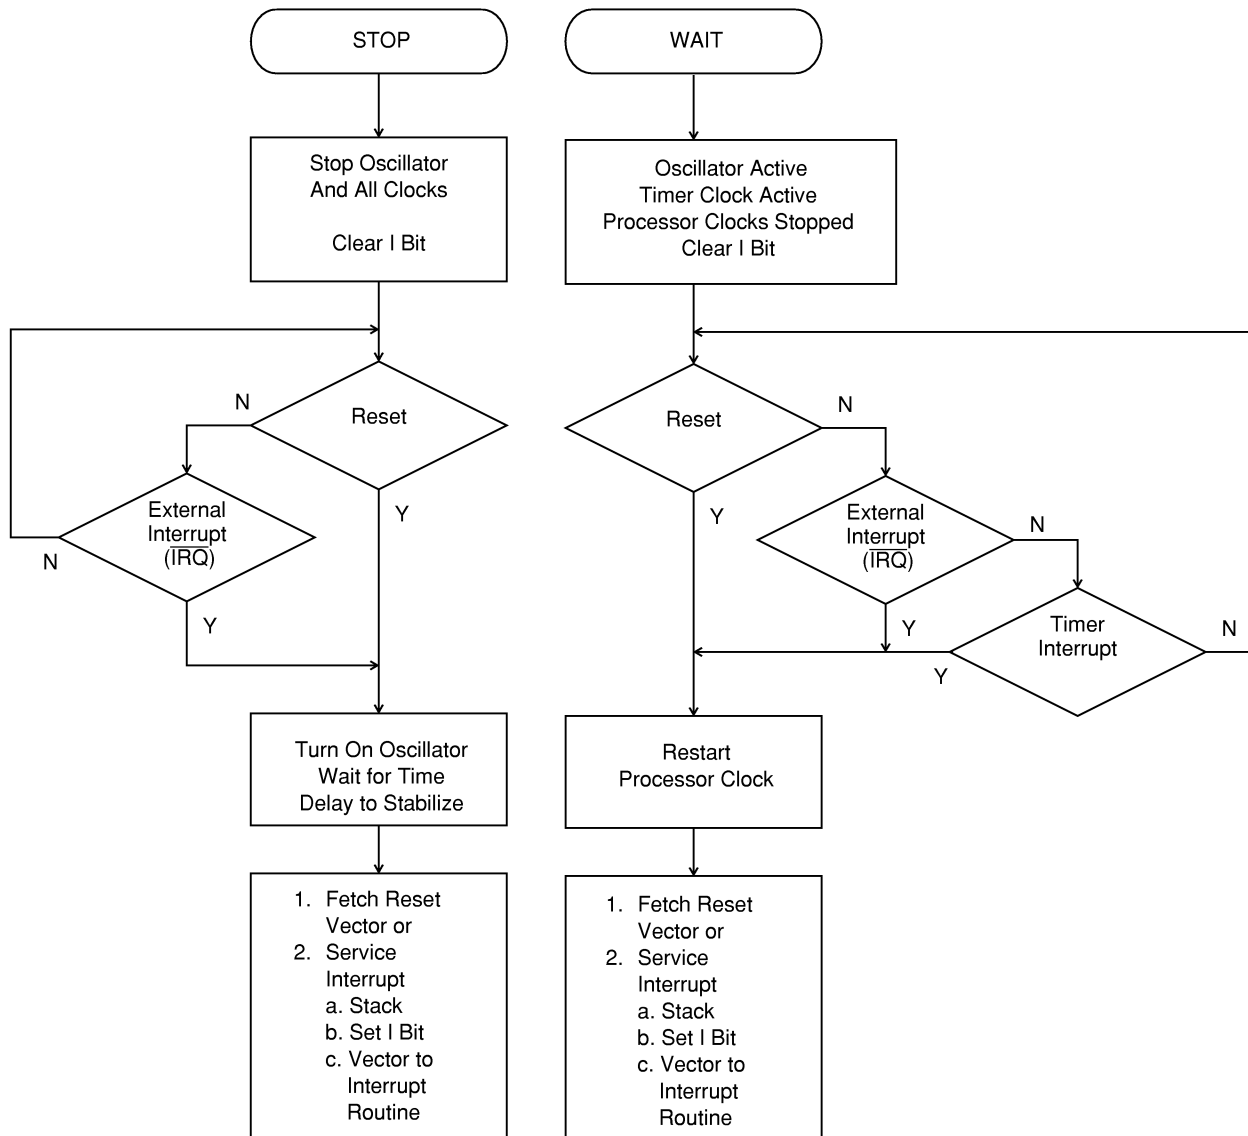 STOP
Stop Oscillator
And All Clocks
Clear I Bit
Reset
N
Y
External
Interrupt
(IRQ)
N
Y
Turn On Oscillator
Wait for Time
Delay to Stabilize
1. Fetch Reset
Vector or
2. Service
Interrupt
a. Stack
b. Set I Bit
c. Vector to
Interrupt
Routine
WAIT
Oscillator Active
Timer Clock Active
Processor Clocks Stopped
Clear I Bit
Reset
N
Y
External
Interrupt
(IRQ)
N
Y
Timer
Interrupt
N
Y
Restart
Processor Clock
1. Fetch Reset
Vector or
2. Service
Interrupt
a. Stack
b. Set I Bit
c. Vector to
Interrupt
Routine